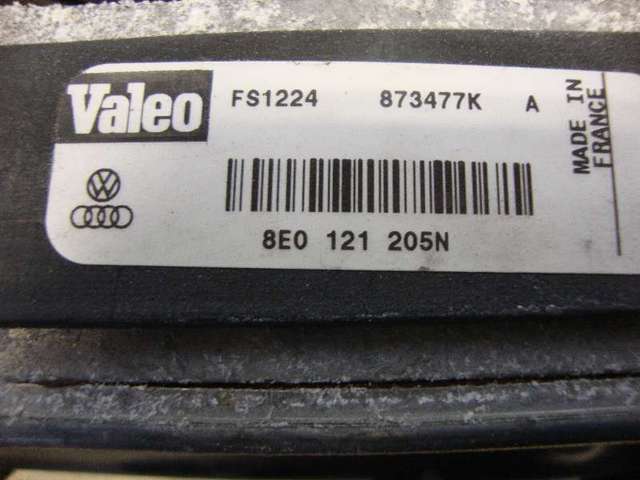 Valeo FS1224 873477K A
MADE IN
FRANCE
8E0 121 205N